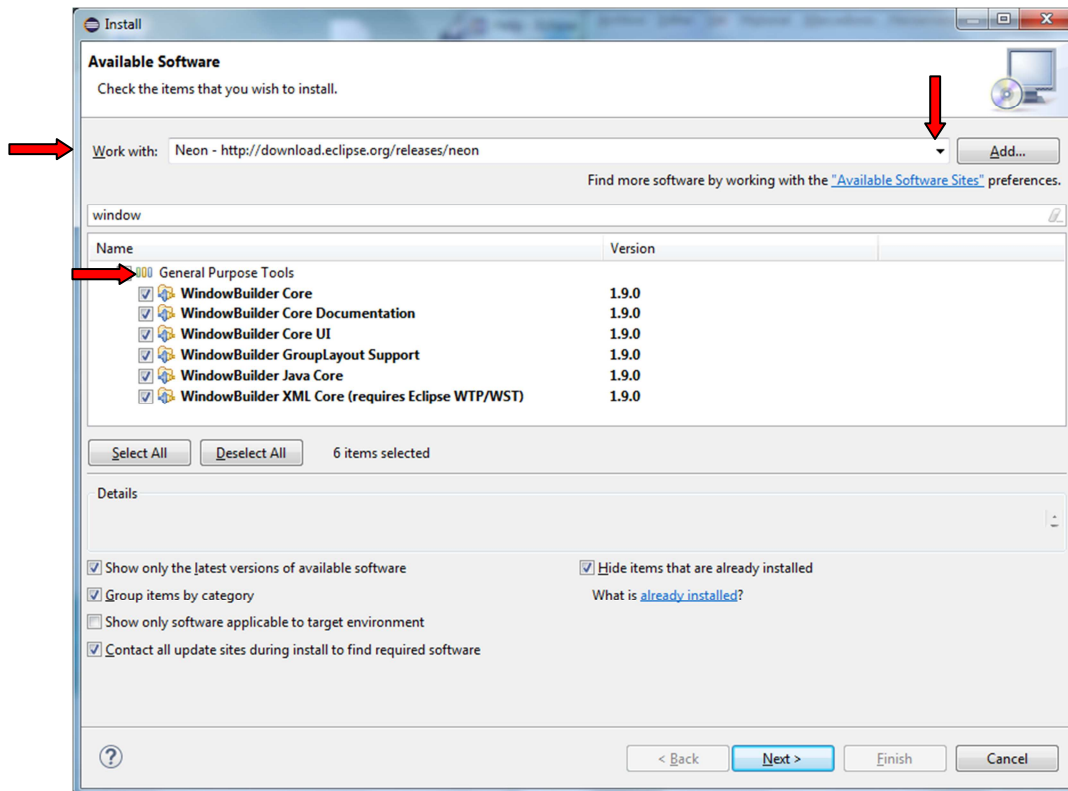 Install
Available Software
Check the items that you wish to install.
Work with: Neon - http://download.eclipse.org/releases/neon Add...
Find more software by working with the "Available Software Sites" preferences.
window
Name Version
General Purpose Tools
WindowBuilder Core 1.9.0
WindowBuilder Core Documentation 1.9.0
WindowBuilder Core UI 1.9.0
WindowBuilder GroupLayout Support 1.9.0
WindowBuilder Java Core 1.9.0
WindowBuilder XML Core (requires Eclipse WTP/WST) 1.9.0
Select All Deselect All 6 items selected
Details
Show only the latest versions of available software Hide items that are already installed
Group items by category What is already installed?
Show only software applicable to target environment
Contact all update sites during install to find required software
? < Back Next > Finish Cancel